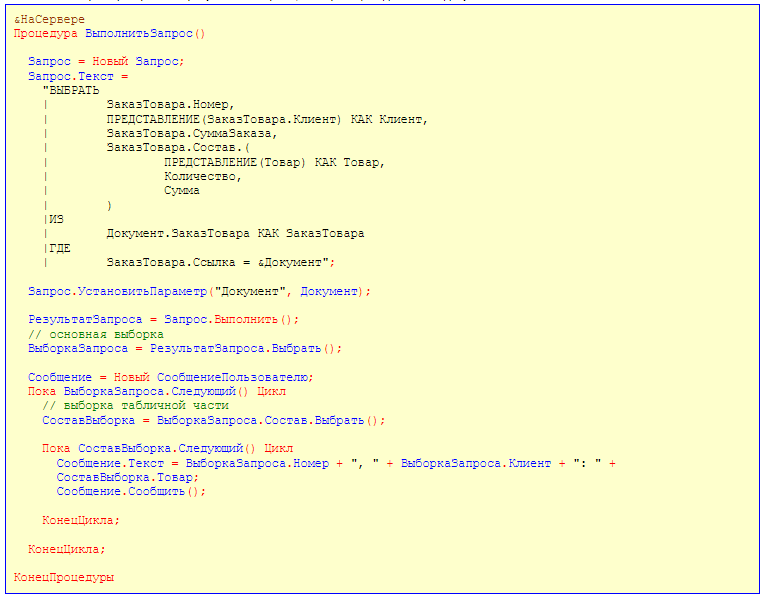 &НаСервере
Процедура ВыполнитьЗапрос()
Запрос = Новый Запрос;
Запрос.Текст =
"ВЫБРАТЬ
| ЗаказТовара.Номер,
| ПРЕДСТАВЛЕНИЕ(ЗаказТовара.Клиент) КАК Клиент,
| ЗаказТовара.СуммаЗаказа,
| ЗаказТовара.Состав.(
| ПРЕДСТАВЛЕНИЕ(Товар) КАК Товар,
| Количество,
| Сумма
| )
|ИЗ
| Документ.ЗаказТовара КАК ЗаказТовара
|ГДЕ
| ЗаказТовара.Ссылка = &Документ";
Запрос.УстановитьПараметр("Документ", Документ);
РезультатЗапроса = Запрос.Выполнить();
// основная выборка
ВыборкаЗапроса = РезультатЗапроса.Выбрать();
Сообщение = Новый СообщениеПользователю;
Пока ВыборкаЗапроса.Следующий() Цикл
// выборка табличной части
СоставВыборка = ВыборкаЗапроса.Состав.Выбрать();
Пока СоставВыборка.Следующий() Цикл
Сообщение.Текст = ВыборкаЗапроса.Номер + ", " + ВыборкаЗапроса.Клиент + ": " +
СоставВыборка.Товар;
Сообщение.Сообщить();
КонецЦикла;
КонецЦикла;
КонецПроцедуры